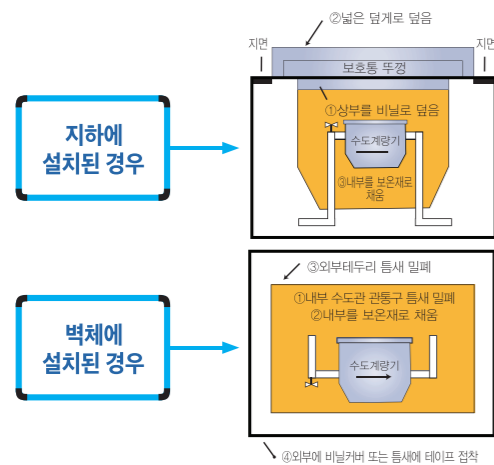 ②넓은 덮게로 덮음
지면
지면
보호통 뚜껑
지하에
설치된 경우
①상부를 비닐로 덮음
수도계량기
③내부를 보온재로
채움
③외부테두리 틈새 밀폐
①내부 수도관 관통구 틈새 밀폐
②내부를 보온재로 채움
벽체에
설치된 경우
수도계량기
④외부에 비닐커버 또는 틈새에 테이프 접착